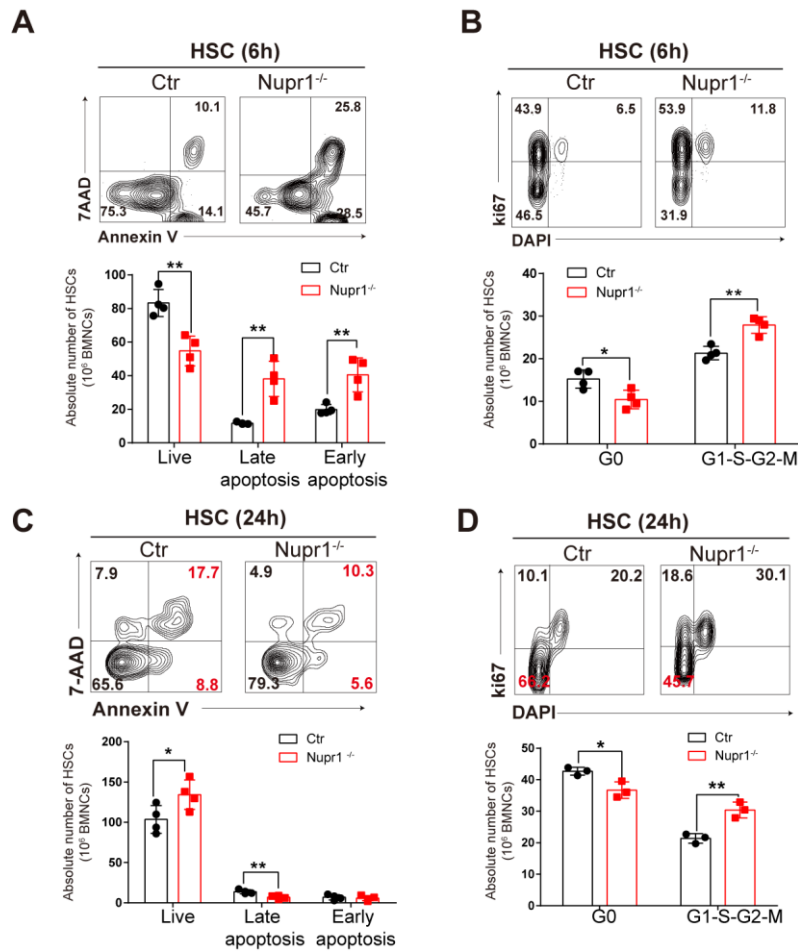 A
HSC (6h)
Ctr
Nupr1-/-
10.1
25.8
7AAD
75.3
14.1
45.7
28.5
Annexin V
Ctr
Nupr1-/-
Absolute number of HSCs
(10⁶ BMNCs)
100
80
60
40
20
0
**
**
**
Live
Late
apoptosis
Early
apoptosis
B
HSC (6h)
Ctr
Nupr1-/-
43.9
6.5
53.9
11.8
ki67
46.5
31.9
DAPI
Ctr
Nupr1-/-
Absolute number of HSCs
(10⁶ BMNCs)
40
30
20
10
0
*
**
G0
G1-S-G2-M
C
HSC (24h)
Ctr
Nupr1-/-
7.9
17.7
4.9
10.3
7-AAD
65.6
8.8
79.3
5.6
Annexin V
Ctr
Nupr1 -/-
Absolute number of HSCs
(10⁶ BMNCs)
200
150
100
50
0
*
**
Live
Late
apoptosis
Early
apoptosis
D
HSC (24h)
Ctr
Nupr1-/-
10.1
20.2
18.6
30.1
ki67
66.2
45.7
DAPI
Ctr
Nupr1-/-
Absolute number of HSCs
(10⁶ BMNCs)
50
40
30
20
10
0
*
**
G0
G1-S-G2-M